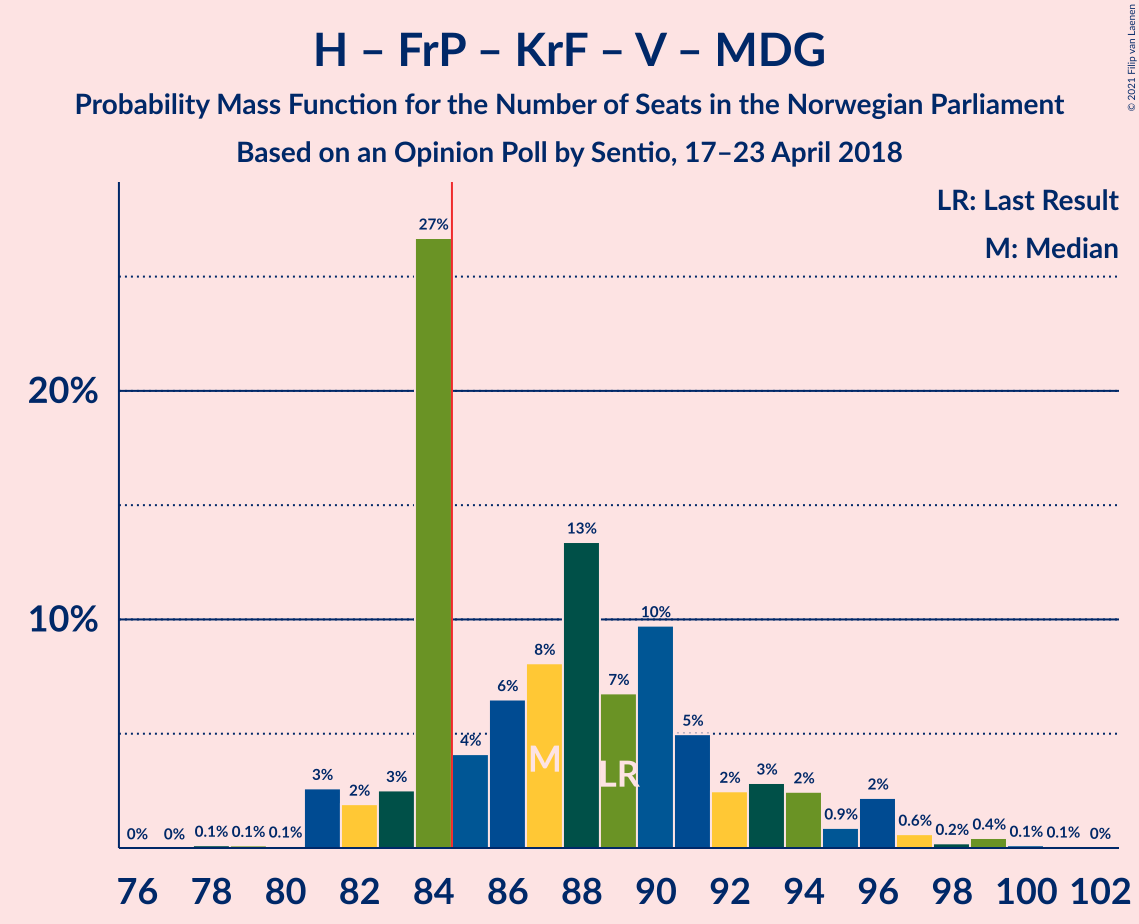 H – FrP – KrF – V – MDG
Probability Mass Function for the Number of Seats in the Norwegian Parliament
Based on an Opinion Poll by Sentio, 17–23 April 2018
© 2021 Filip van Laenen
LR: Last Result
M: Median
27%
20%
13%
10%
10%
8%
7%
6%
5%
4%
M
LR
3%
2%
3%
2%
3%
2%
0.9%
2%
0.6%
0% 0% 0.1% 0.1% 0.1%
0.2% 0.4% 0.1% 0.1% 0%
76 78 80 82 84 86 88 90 92 94 96 98 100 102